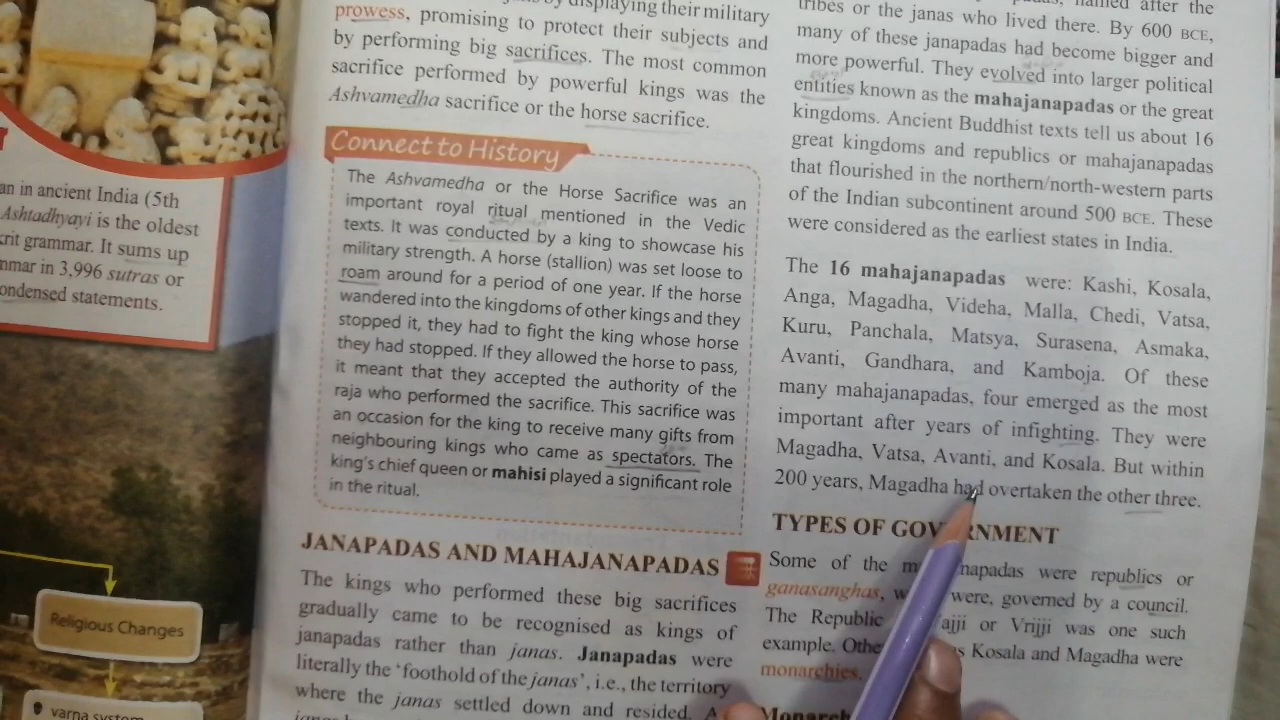 an in ancient India (5th
Ashtadhyayi is the oldest
krit grammar. It sums up
mmar in 3,996 sutras or
ondensed statements.
Religious Changes
varna system
by displaying their military
prowess, promising to protect their subjects and
by performing big sacrifices. The most common
sacrifice performed by powerful kings was the
Ashvamedha sacrifice or the horse sacrifice.
Connect to History
The Ashvamedha or the Horse Sacrifice was an
important royal ritual mentioned in the Vedic
texts. It was conducted by a king to showcase his
military strength. A horse (stallion) was set loose to
roam around for a period of one year. If the horse
wandered into the kingdoms of other kings and they
stopped it, they had to fight the king whose horse
they had stopped. If they allowed the horse to pass,
it meant that they accepted the authority of the
raja who performed the sacrifice. This sacrifice was
an occasion for the king to receive many gifts from
neighbouring kings who came as spectators. The
king's chief queen or mahisi played a significant role
in the ritual.
JANAPADAS AND MAHAJANAPADAS
The kings who performed these big sacrifices
gradually came to be recognised as kings of
janapadas rather than janas. Janapadas were
literally the 'foothold of the janas', i.e., the territory
where the janas settled down and resided.
named after the
tribes or the janas who lived there. By 600 BCE,
many of these janapadas had become bigger and
more powerful. They evolved into larger political
entities known as the mahajanapadas or the great
kingdoms. Ancient Buddhist texts tell us about 16
great kingdoms and republics or mahajanapadas
that flourished in the northern/north-western parts
of the Indian subcontinent around 500 BCE. These
were considered as the earliest states in India.
The 16 mahajanapadas were: Kashi, Kosala,
Anga, Magadha, Videha, Malla, Chedi, Vatsa,
Kuru, Panchala, Matsya, Surasena, Asmaka,
Avanti, Gandhara, and Kamboja. Of these
many mahajanapadas, four emerged as the most
important after years of infighting. They were
Magadha, Vatsa, Avanti, and Kosala. But within
200 years, Magadha had overtaken the other three.
TYPES OF GOVERNMENT
Some of the napadas were republics or
ganasanghas, were, governed by a council.
The Republic Vajji or Vrijji was one such
example. Kosala and Magadha were
monarchies.
Monarch